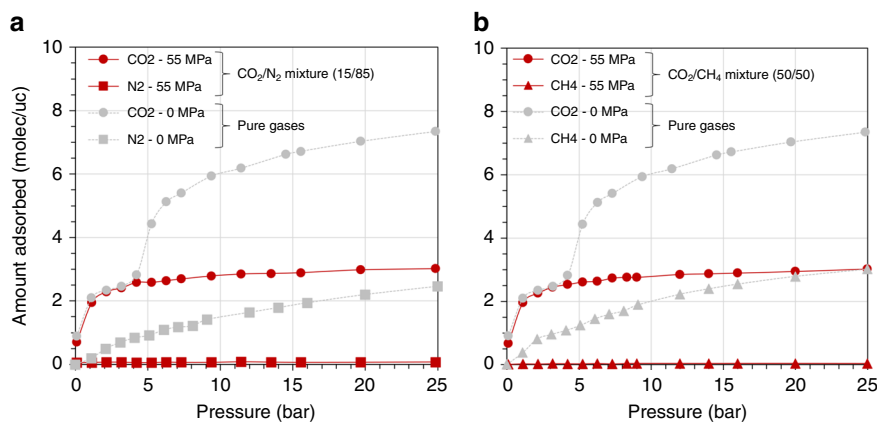 a
10
8
6
4
2
0
Amount adsorbed (molec/uc)
CO2 - 55 MPa
N2 - 55 MPa
CO₂/N₂ mixture (15/85)
CO2 - 0 MPa
N2 - 0 MPa
Pure gases
0 5 10 15 20 25
Pressure (bar)
b
10
8
6
4
2
0
CO2 - 55 MPa
CH4 - 55 MPa
CO₂/CH₄ mixture (50/50)
CO2 - 0 MPa
CH4 - 0 MPa
Pure gases
0 5 10 15 20 25
Pressure (bar)